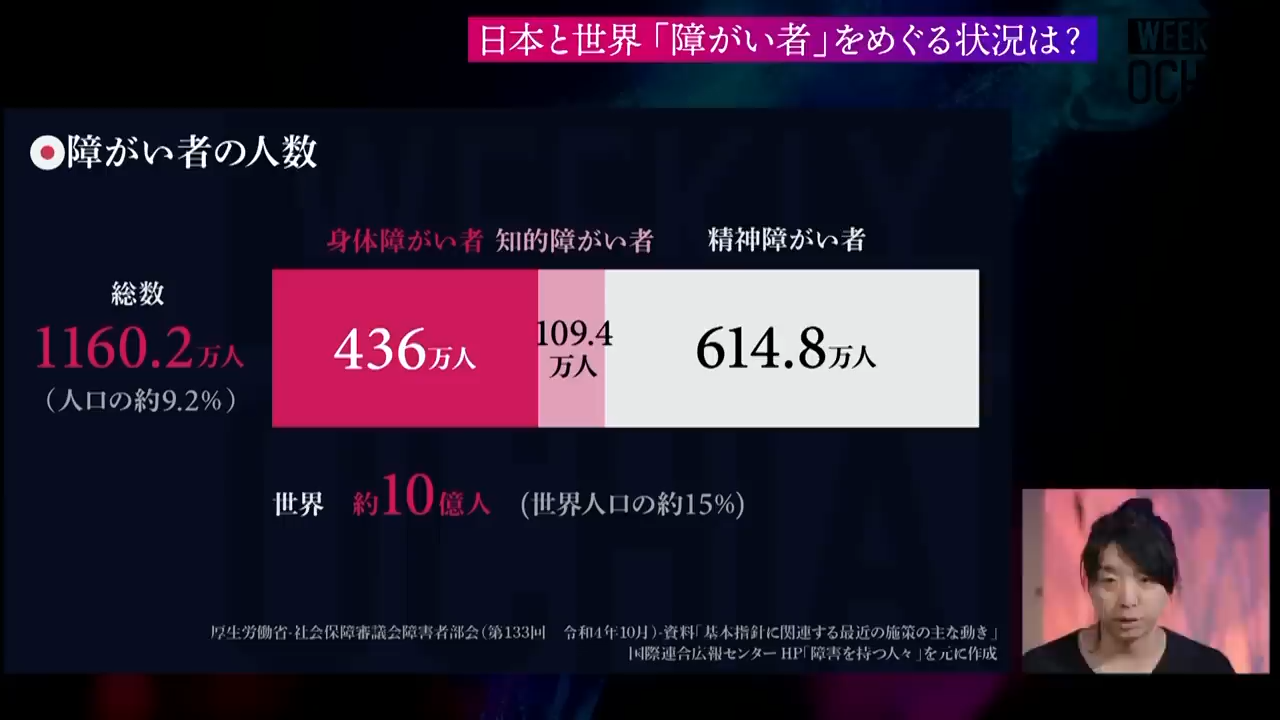 日本と世界「障がい者」をめぐる状況は?
WEEK
OCH
障がい者の人数
身体障がい者 知的障がい者 精神障がい者
総数
1160.2万人
(人口の約9.2%)
436万人
109.4
万人
614.8万人
世界 約10億人 (世界人口の約15%)
厚生労働省-社会保障審議会障害者部会(第133回 令和4年10月)-資料「基本指針に関連する最近の施策の主な動き」
国際連合広報センター HP「障害を持つ人々」を元に作成